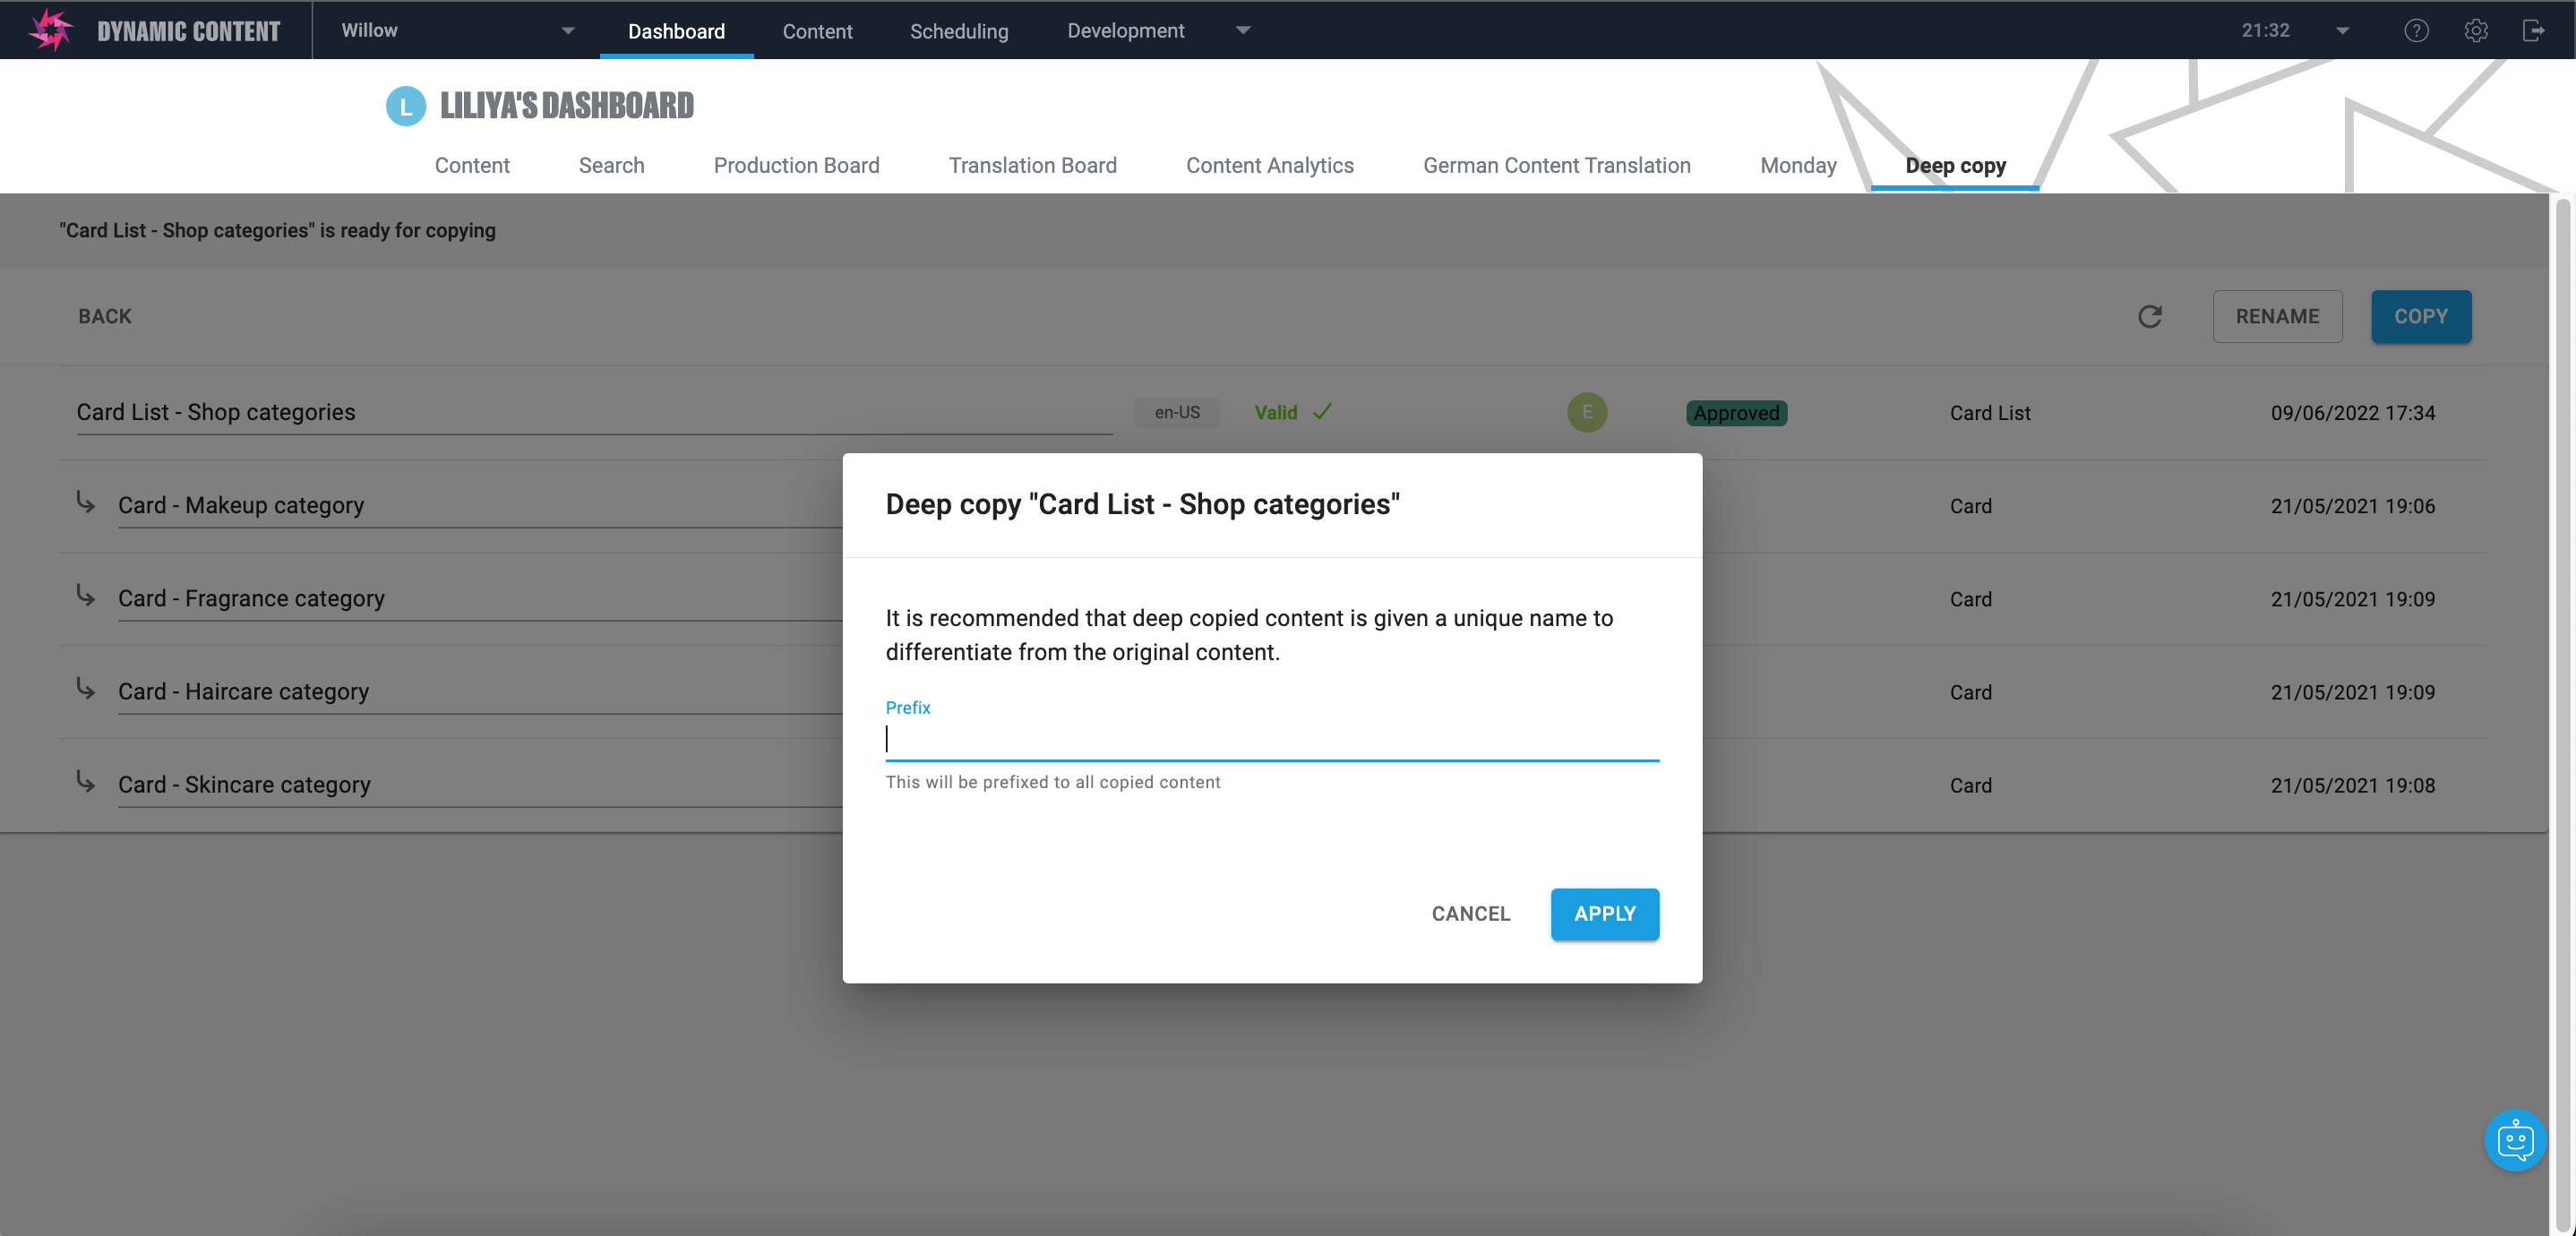 DYNAMIC CONTENT Willow Dashboard Content Scheduling Development 21:32 ?
L LILIYA'S DASHBOARD
Content Search Production Board Translation Board Content Analytics German Content Translation Monday Deep copy
"Card List - Shop categories" is ready for copying
BACK RENAME COPY
Card List - Shop categories en-US Valid E Approved Card List 09/06/2022 17:34
Card - Makeup category Card 21/05/2021 19:06
Card - Fragrance category Card 21/05/2021 19:09
Card - Haircare category Card 21/05/2021 19:09
Card - Skincare category Card 21/05/2021 19:08
Deep copy "Card List - Shop categories"
It is recommended that deep copied content is given a unique name to
differentiate from the original content.
Prefix
This will be prefixed to all copied content
CANCEL APPLY